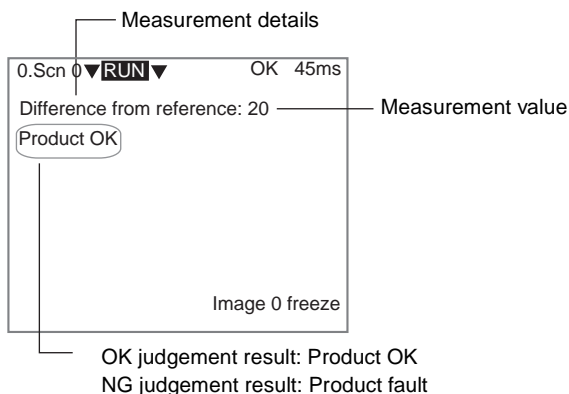 Measurement details
0.Scn 0▼RUN▼ OK 45ms
Difference from reference: 20
Measurement value
Product OK
Image 0 freeze
OK judgement result: Product OK
NG judgement result: Product fault